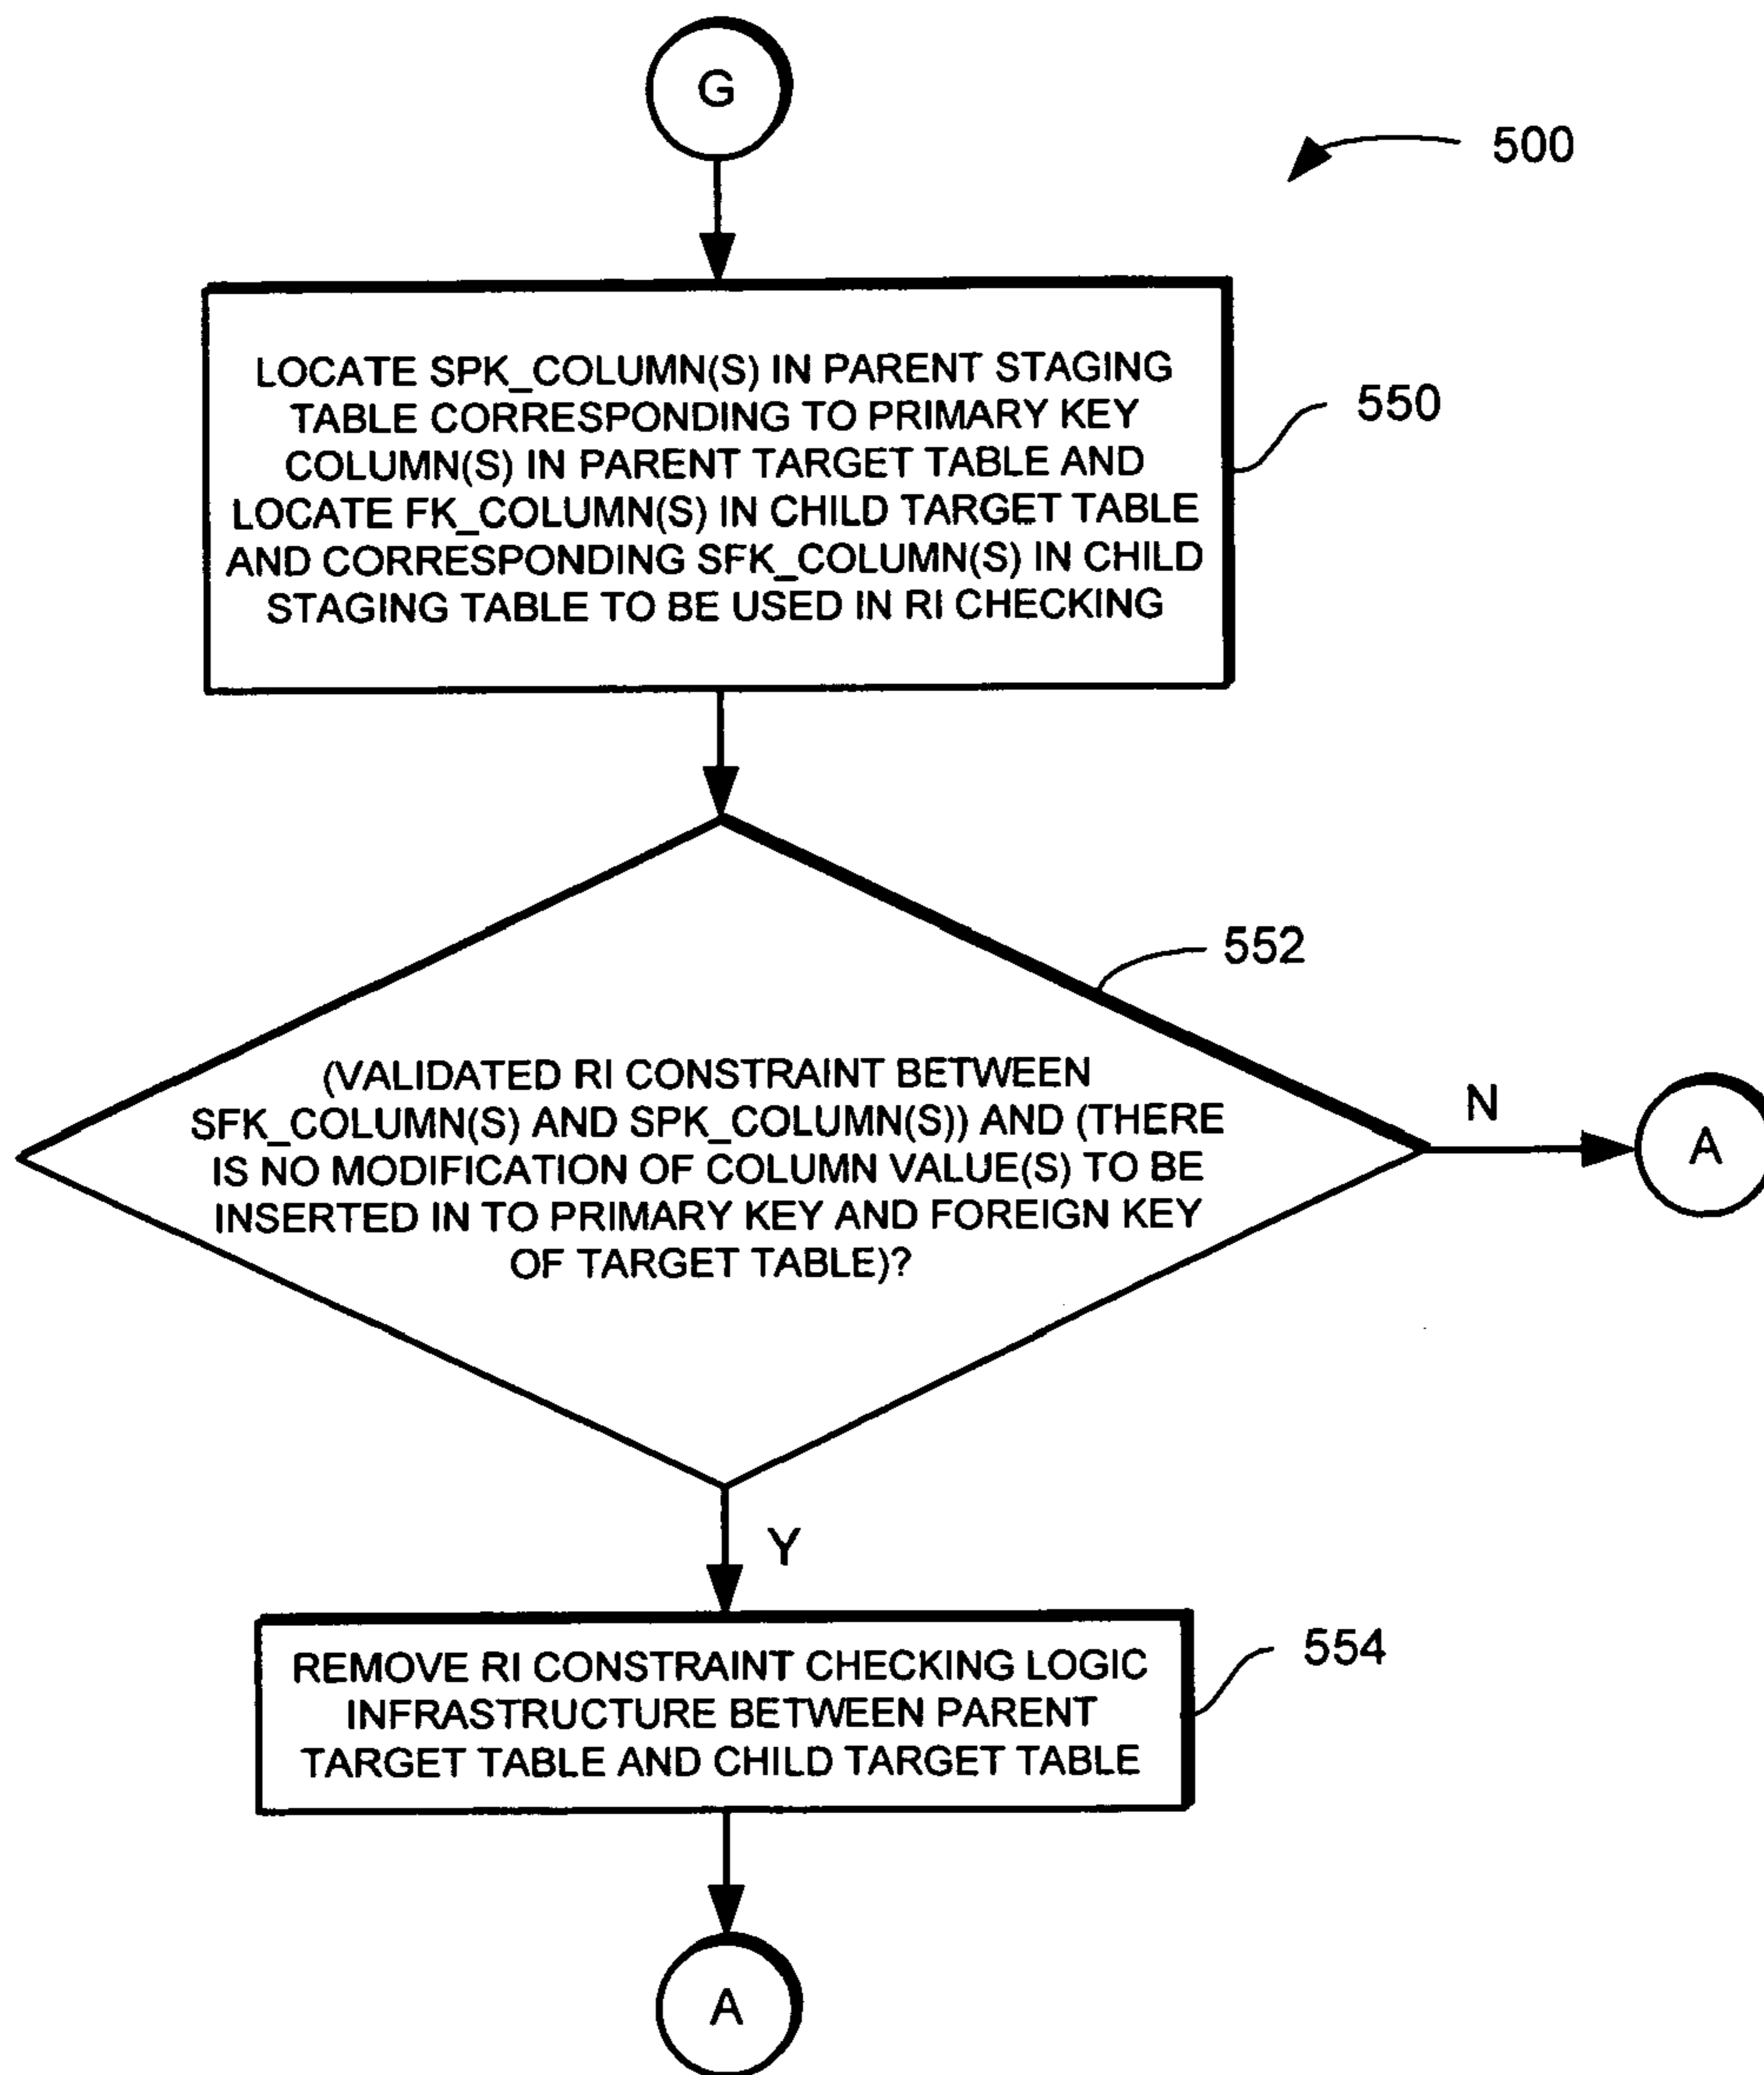 G
500
LOCATE SPK_COLUMN(S) IN PARENT STAGING
TABLE CORRESPONDING TO PRIMARY KEY
COLUMN(S) IN PARENT TARGET TABLE AND
LOCATE FK_COLUMN(S) IN CHILD TARGET TABLE
AND CORRESPONDING SFK_COLUMN(S) IN CHILD
STAGING TABLE TO BE USED IN RI CHECKING
550
552
(VALIDATED RI CONSTRAINT BETWEEN
SFK_COLUMN(S) AND SPK_COLUMN(S)) AND (THERE
IS NO MODIFICATION OF COLUMN VALUE(S) TO BE
INSERTED IN TO PRIMARY KEY AND FOREIGN KEY
OF TARGET TABLE)?
N
A
Y
REMOVE RI CONSTRAINT CHECKING LOGIC
INFRASTRUCTURE BETWEEN PARENT
TARGET TABLE AND CHILD TARGET TABLE
554
A